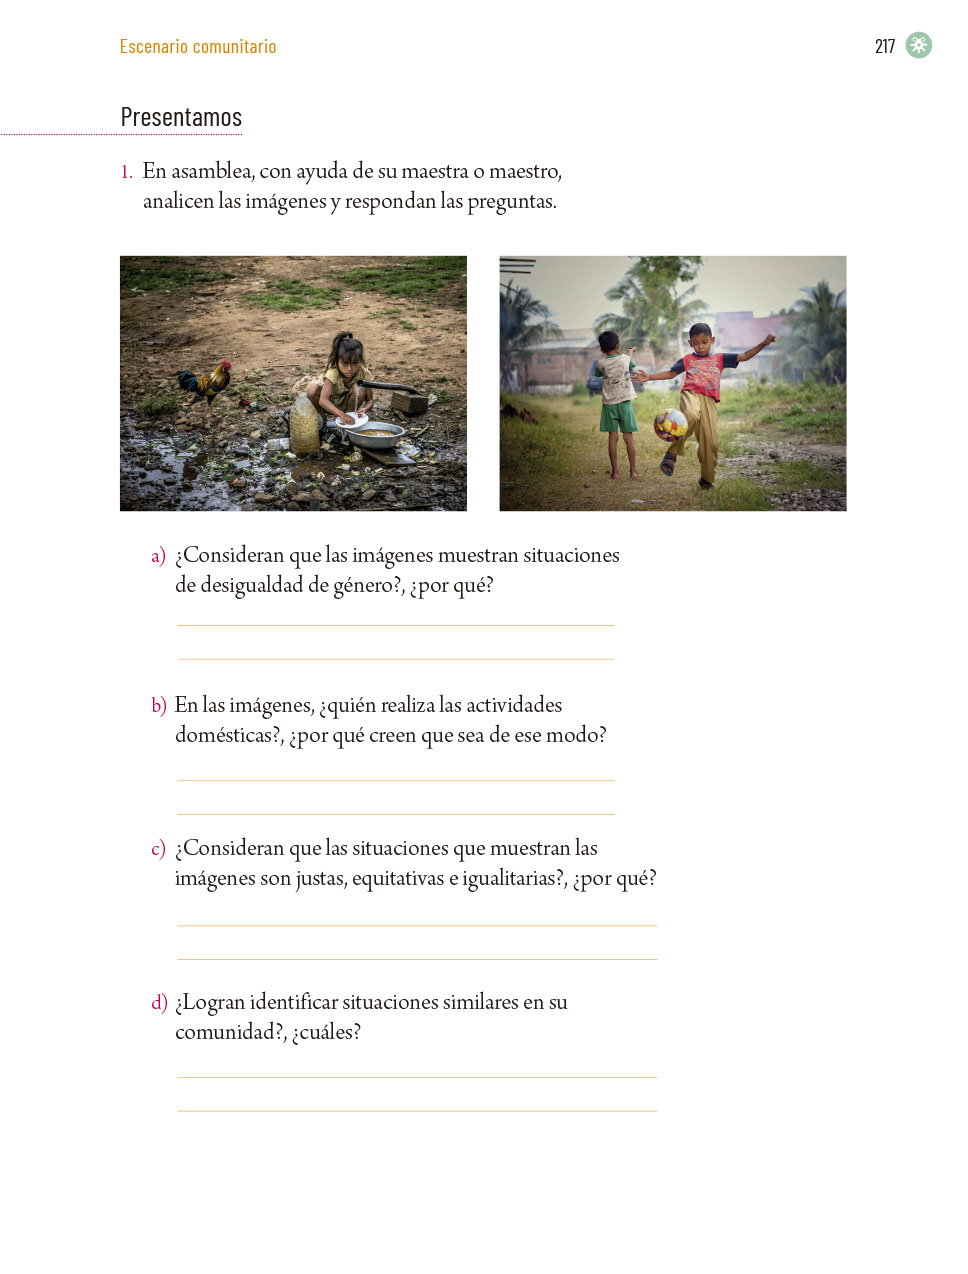 Escenario comunitario
217
Presentamos
1. En asamblea, con ayuda de su maestra o maestro,
analicen las imágenes y respondan las preguntas.
a) ¿Consideran que las imágenes muestran situaciones
de desigualdad de género?, ¿por qué?
b) En las imágenes, ¿quién realiza las actividades
domésticas?, ¿por qué creen que sea de ese modo?
c) ¿Consideran que las situaciones que muestran las
imágenes son justas, equitativas e igualitarias?, ¿por qué?
d) ¿Logran identificar situaciones similares en su
comunidad?, ¿cuáles?